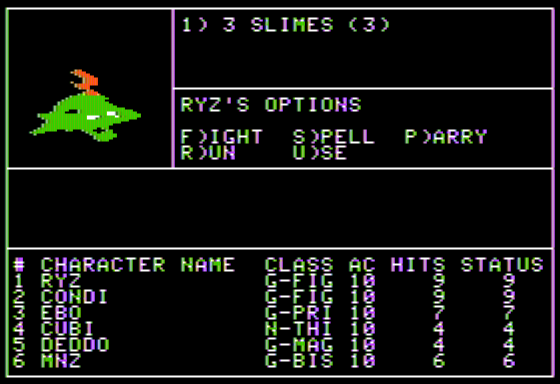 1) 3 SLIMES (3)
RYZ'S OPTIONS
F)IGHT S)PELL P)ARRY
R)UN U)SE
# CHARACTER NAME CLASS AC HITS STATUS
1 RYZ G-FIG 10 9 9
2 CONDI G-FIG 10 9 9
3 EBO G-PRI 10 7 7
4 CUBI N-THI 10 4 4
5 DEDDO G-MAG 10 4 4
6 MNZ G-BIS 10 6 6